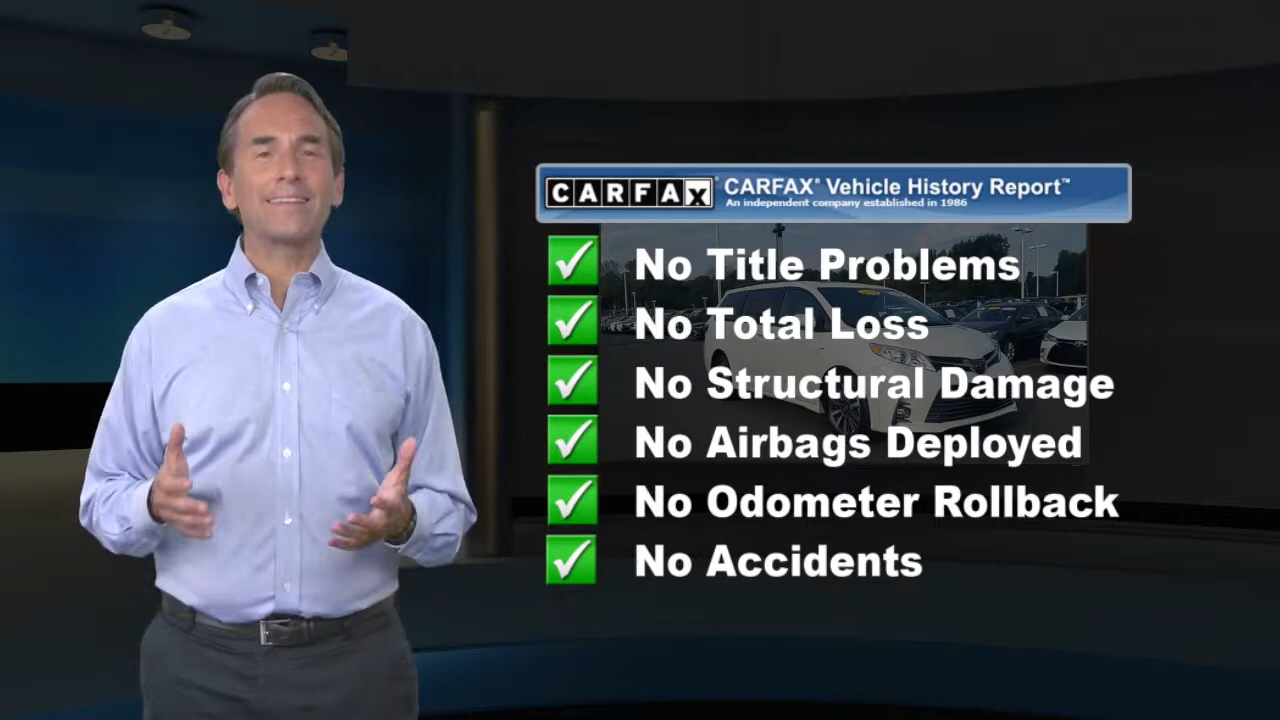 CARFAX
CARFAX® Vehicle History Report™
An independent company established in 1986
No Title Problems
No Total Loss
No Structural Damage
No Airbags Deployed
No Odometer Rollback
No Accidents